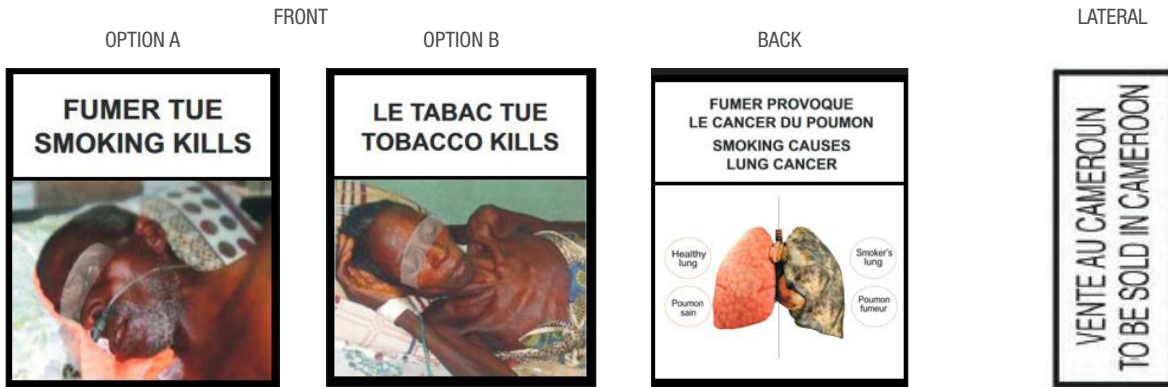 FRONT
LATERAL
OPTION A
OPTION B
BACK
FUMER TUE
SMOKING KILLS
LE TABAC TUE
TOBACCO KILLS
FUMER PROVOQUE
LE CANCER DU POUMON
SMOKING CAUSES
LUNG CANCER
Healthy
lung
Poumon
sain
Smoker's
lung
Poumon
fumeur
VENTE AU CAMEROUN
TO BE SOLD IN CAMEROON